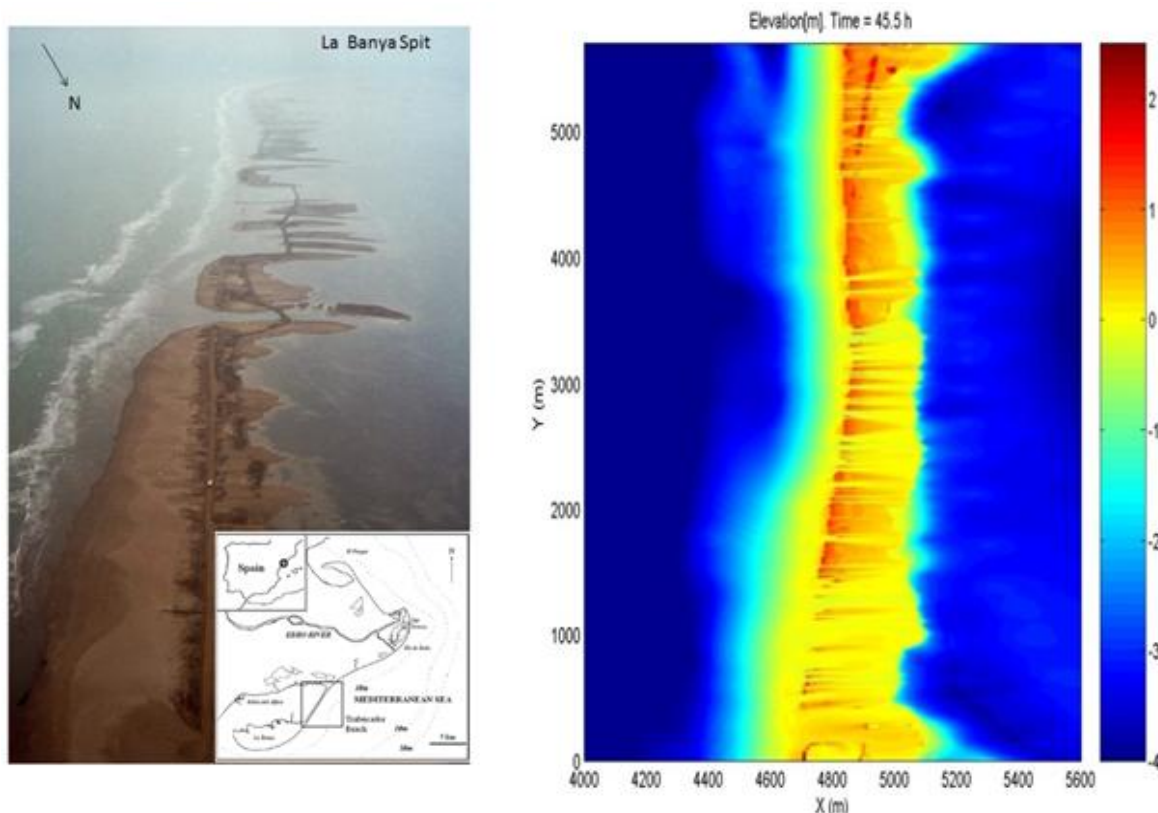 La Banya Spit
N
Spain
N
EBRO RIVER
MEDITERRANEAN SEA
Trabucador
Beach
Elevation[m]. Time = 45.5 h
2
1
0
-1
-2
-3
-4
5000
4000
3000
2000
1000
0
Y (m)
4000 4200 4400 4600 4800 5000 5200 5400 5600
X (m)